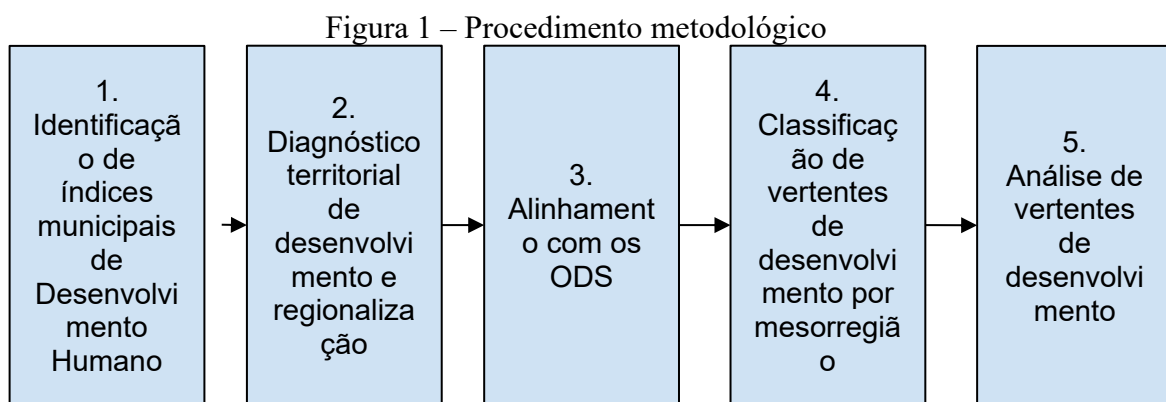 Figura 1 – Procedimento metodológico
1.
Identificaçã
o de
índices
municipais
de
Desenvolvi
mento
Humano
2.
Diagnóstico
territorial
de
desenvolvi
mento e
regionaliza
ção
3.
Alinhament
o com os
ODS
4.
Classificaç
ão de
vertentes
de
desenvolvi
mento por
mesorregiã
o
5.
Análise de
vertentes
de
desenvolvi
mento